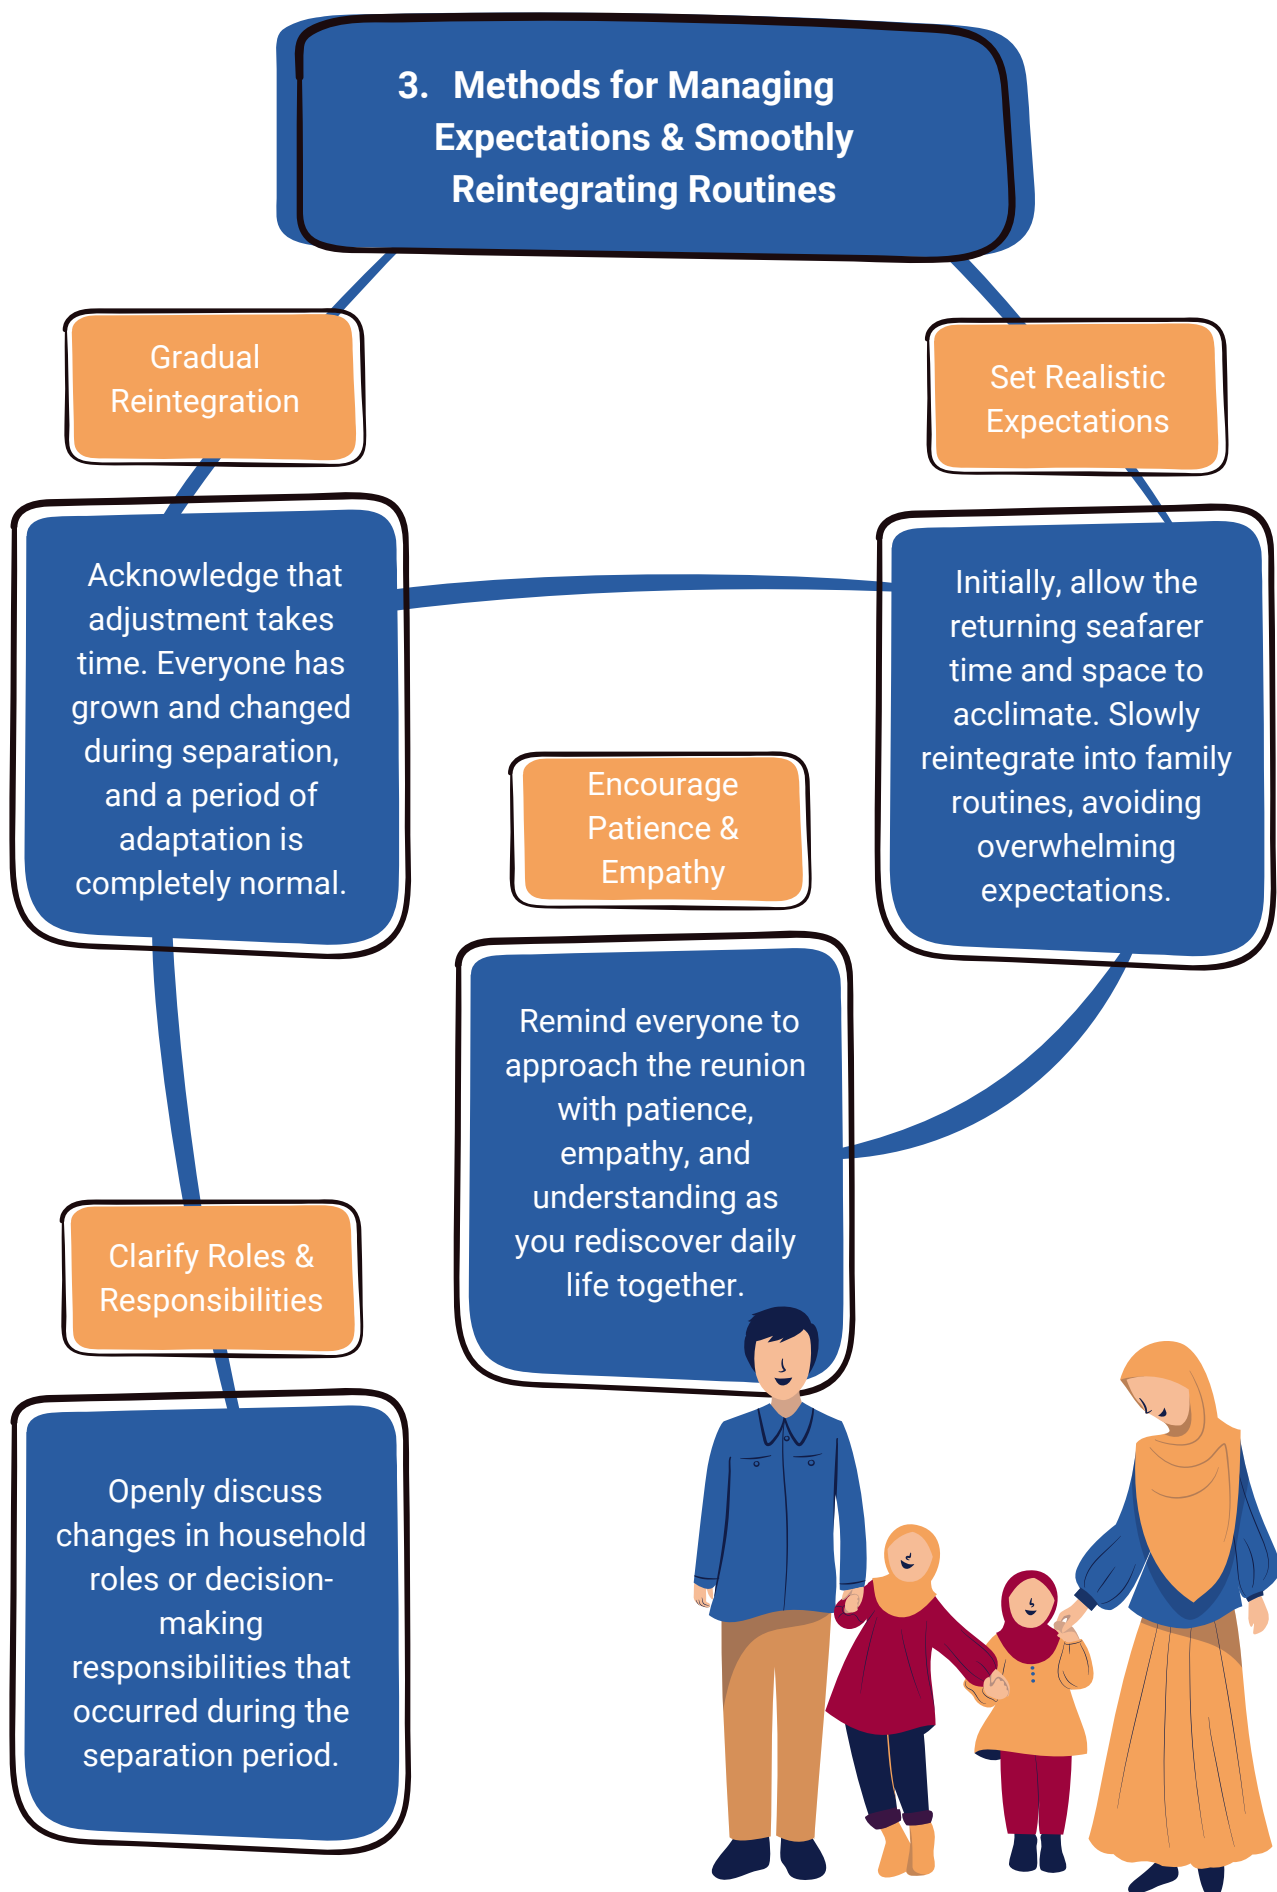 3. Methods for Managing
Expectations & Smoothly
Reintegrating Routines
Gradual
Reintegration
Acknowledge that
adjustment takes
time. Everyone has
grown and changed
during separation,
and a period of
adaptation is
completely normal.
Set Realistic
Expectations
Initially, allow the
returning seafarer
time and space to
acclimate. Slowly
reintegrate into family
routines, avoiding
overwhelming
expectations.
Encourage
Patience &
Empathy
Remind everyone to
approach the reunion
with patience,
empathy, and
understanding as
you rediscover daily
life together.
Clarify Roles &
Responsibilities
Openly discuss
changes in household
roles or decision-
making
responsibilities that
occurred during the
separation period.